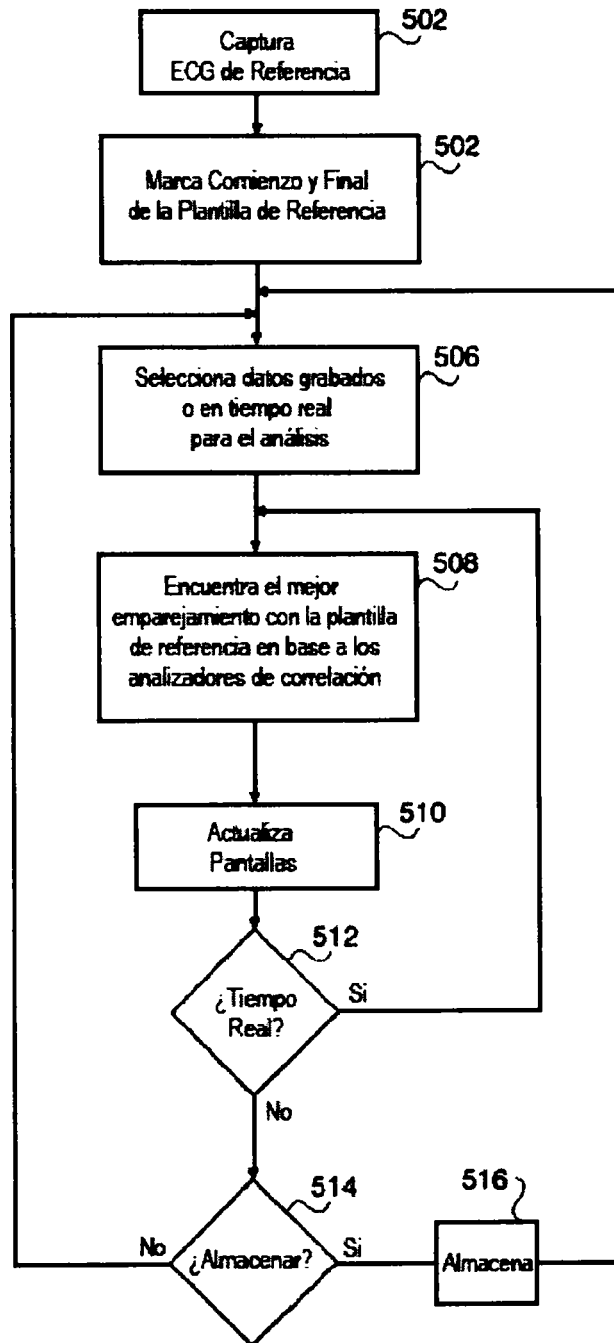 502
Captura
ECG de Referencia
502
Marca Comienzo y Final
de la Plantilla de Referencia
506
Selecciona datos grabados
o en tiempo real
para el análisis
508
Encuentra el mejor
emparejamiento con la plantilla
de referencia en base a los
analizadores de correlación
510
Actualiza
Pantallas
512
¿Tiempo
Real?
Si
No
514
516
No
¿Almacenar?
Si
Almacena